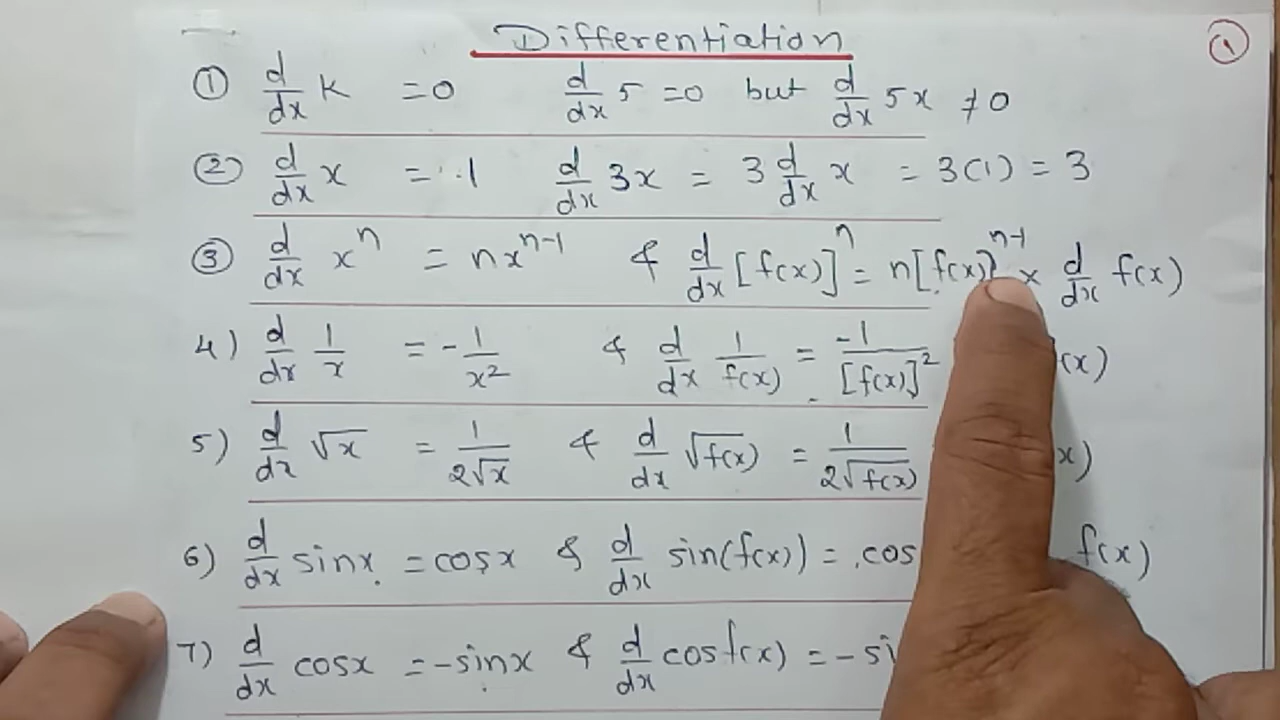 Differentiation
①
① d/dx K = 0 d/dx 5 = 0 but d/dx 5x ≠ 0
② d/dx x = 1 d/dx 3x = 3 d/dx x = 3(1) = 3
③ d/dx xⁿ = nxⁿ⁻¹ & d/dx [f(x)]ⁿ = n[f(x)]ⁿ⁻¹ × d/dx f(x)
4) d/dx 1/x = -1/x² & d/dx 1/f(x) = -1/[f(x)]² (x)
5) d/dx √x = 1/2√x & d/dx √f(x) = 1/2√f(x) x)
6) d/dx sinx = cosx & d/dx sin(f(x)) = cos f(x)
7) d/dx cosx = -sinx & d/dx cosf(x) = -si